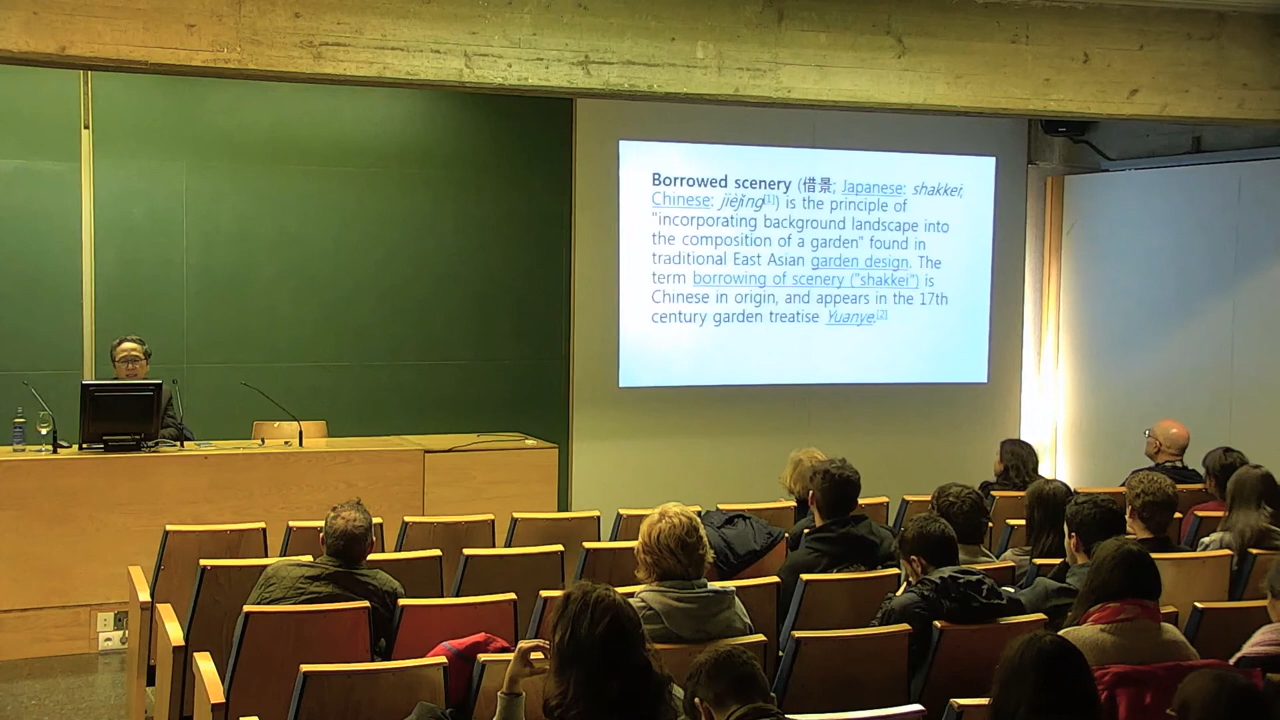 Borrowed scenery (借景; Japanese: shakkei;
Chinese: jièjǐng[1]) is the principle of
"incorporating background landscape into
the composition of a garden" found in
traditional East Asian garden design. The
term borrowing of scenery ("shakkei") is
Chinese in origin, and appears in the 17th
century garden treatise Yuanye.[2]